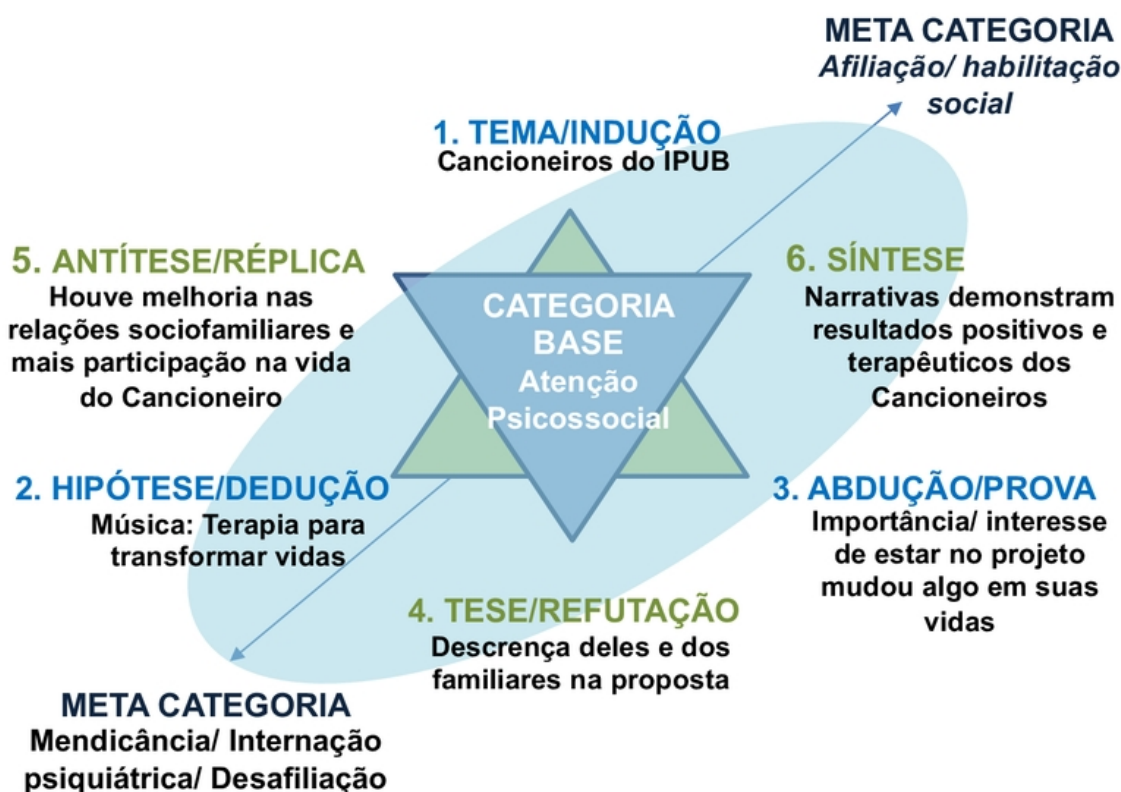 META CATEGORIA
Afiliação/ habilitação
social
1. TEMA/INDUÇÃO
Cancioneiros do IPUB
5. ANTÍTESE/RÉPLICA
Houve melhoria nas
relações sociofamiliares e
mais participação na vida
do Cancioneiro
CATEGORIA
BASE
Atenção
Psicossocial
6. SÍNTESE
Narrativas demonstram
resultados positivos e
terapêuticos dos
Cancioneiros
2. HIPÓTESE/DEDUÇÃO
Música: Terapia para
transformar vidas
3. ABDUÇÃO/PROVA
Importância/ interesse
de estar no projeto
mudou algo em suas
vidas
4. TESE/REFUTAÇÃO
Descrença deles e dos
familiares na proposta
META CATEGORIA
Mendicância/ Internação
psiquiátrica/ Desafiliação